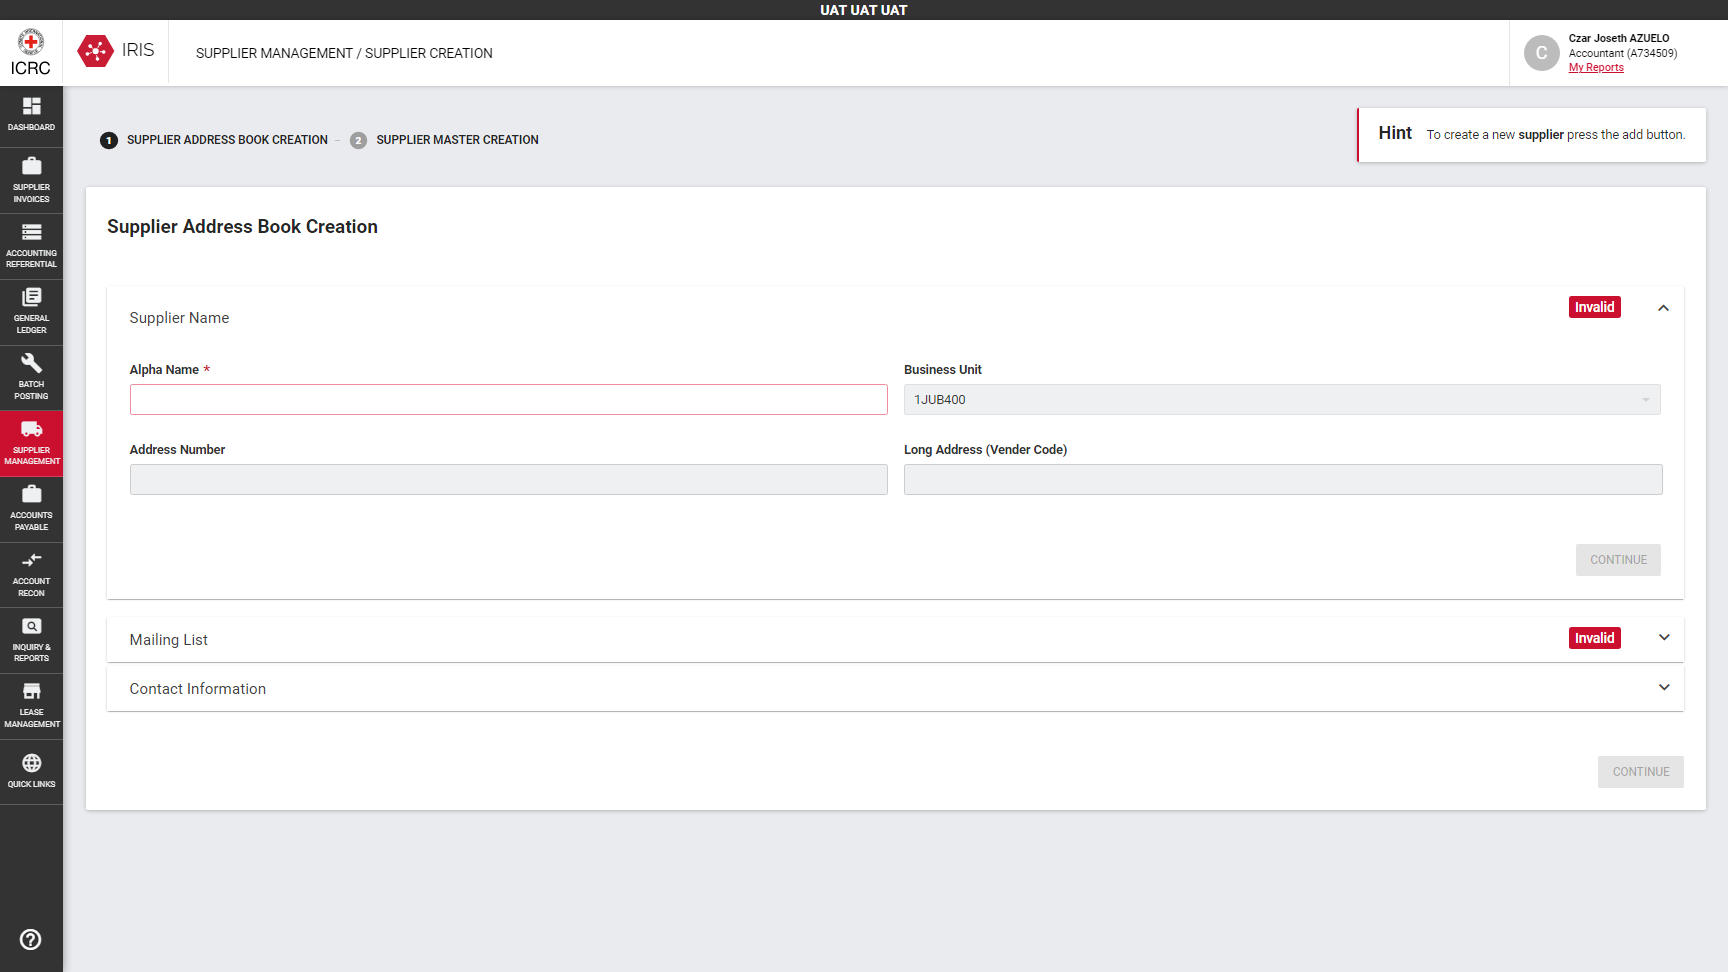 UAT UAT UAT
ICRC
IRIS
SUPPLIER MANAGEMENT / SUPPLIER CREATION
C
Czar Joseth AZUELO
Accountant (A734509)
My Reports
DASHBOARD
SUPPLIER
INVOICES
ACCOUNTING
REFERENTIAL
GENERAL
LEDGER
BATCH
POSTING
SUPPLIER
MANAGEMENT
ACCOUNTS
PAYABLE
ACCOUNT
RECON
INQUIRY &
REPORTS
LEASE
MANAGEMENT
QUICK LINKS
1 SUPPLIER ADDRESS BOOK CREATION – 2 SUPPLIER MASTER CREATION
Hint To create a new supplier press the add button.
Supplier Address Book Creation
Supplier Name
Invalid
Alpha Name *
Business Unit
1JUB400
Address Number
Long Address (Vender Code)
CONTINUE
Mailing List
Invalid
Contact Information
CONTINUE